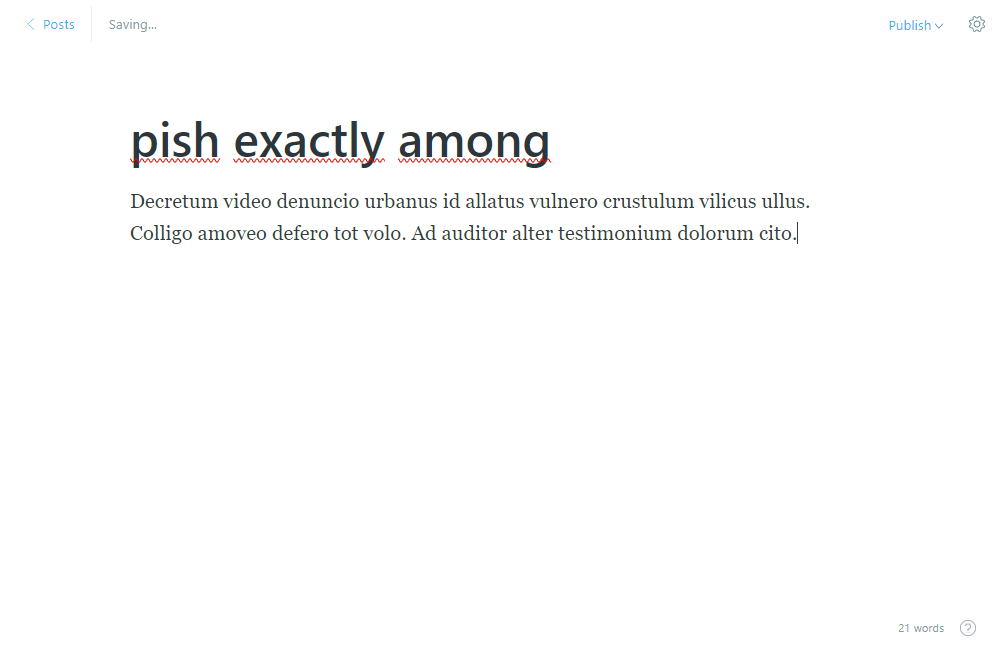 Posts
Saving...
Publish
pish exactly among
Decretum video denuncio urbanus id allatus vulnero crustulum vilicus ullus.
Colligo amoveo defero tot volo. Ad auditor alter testimonium dolorum cito.
21 words
?